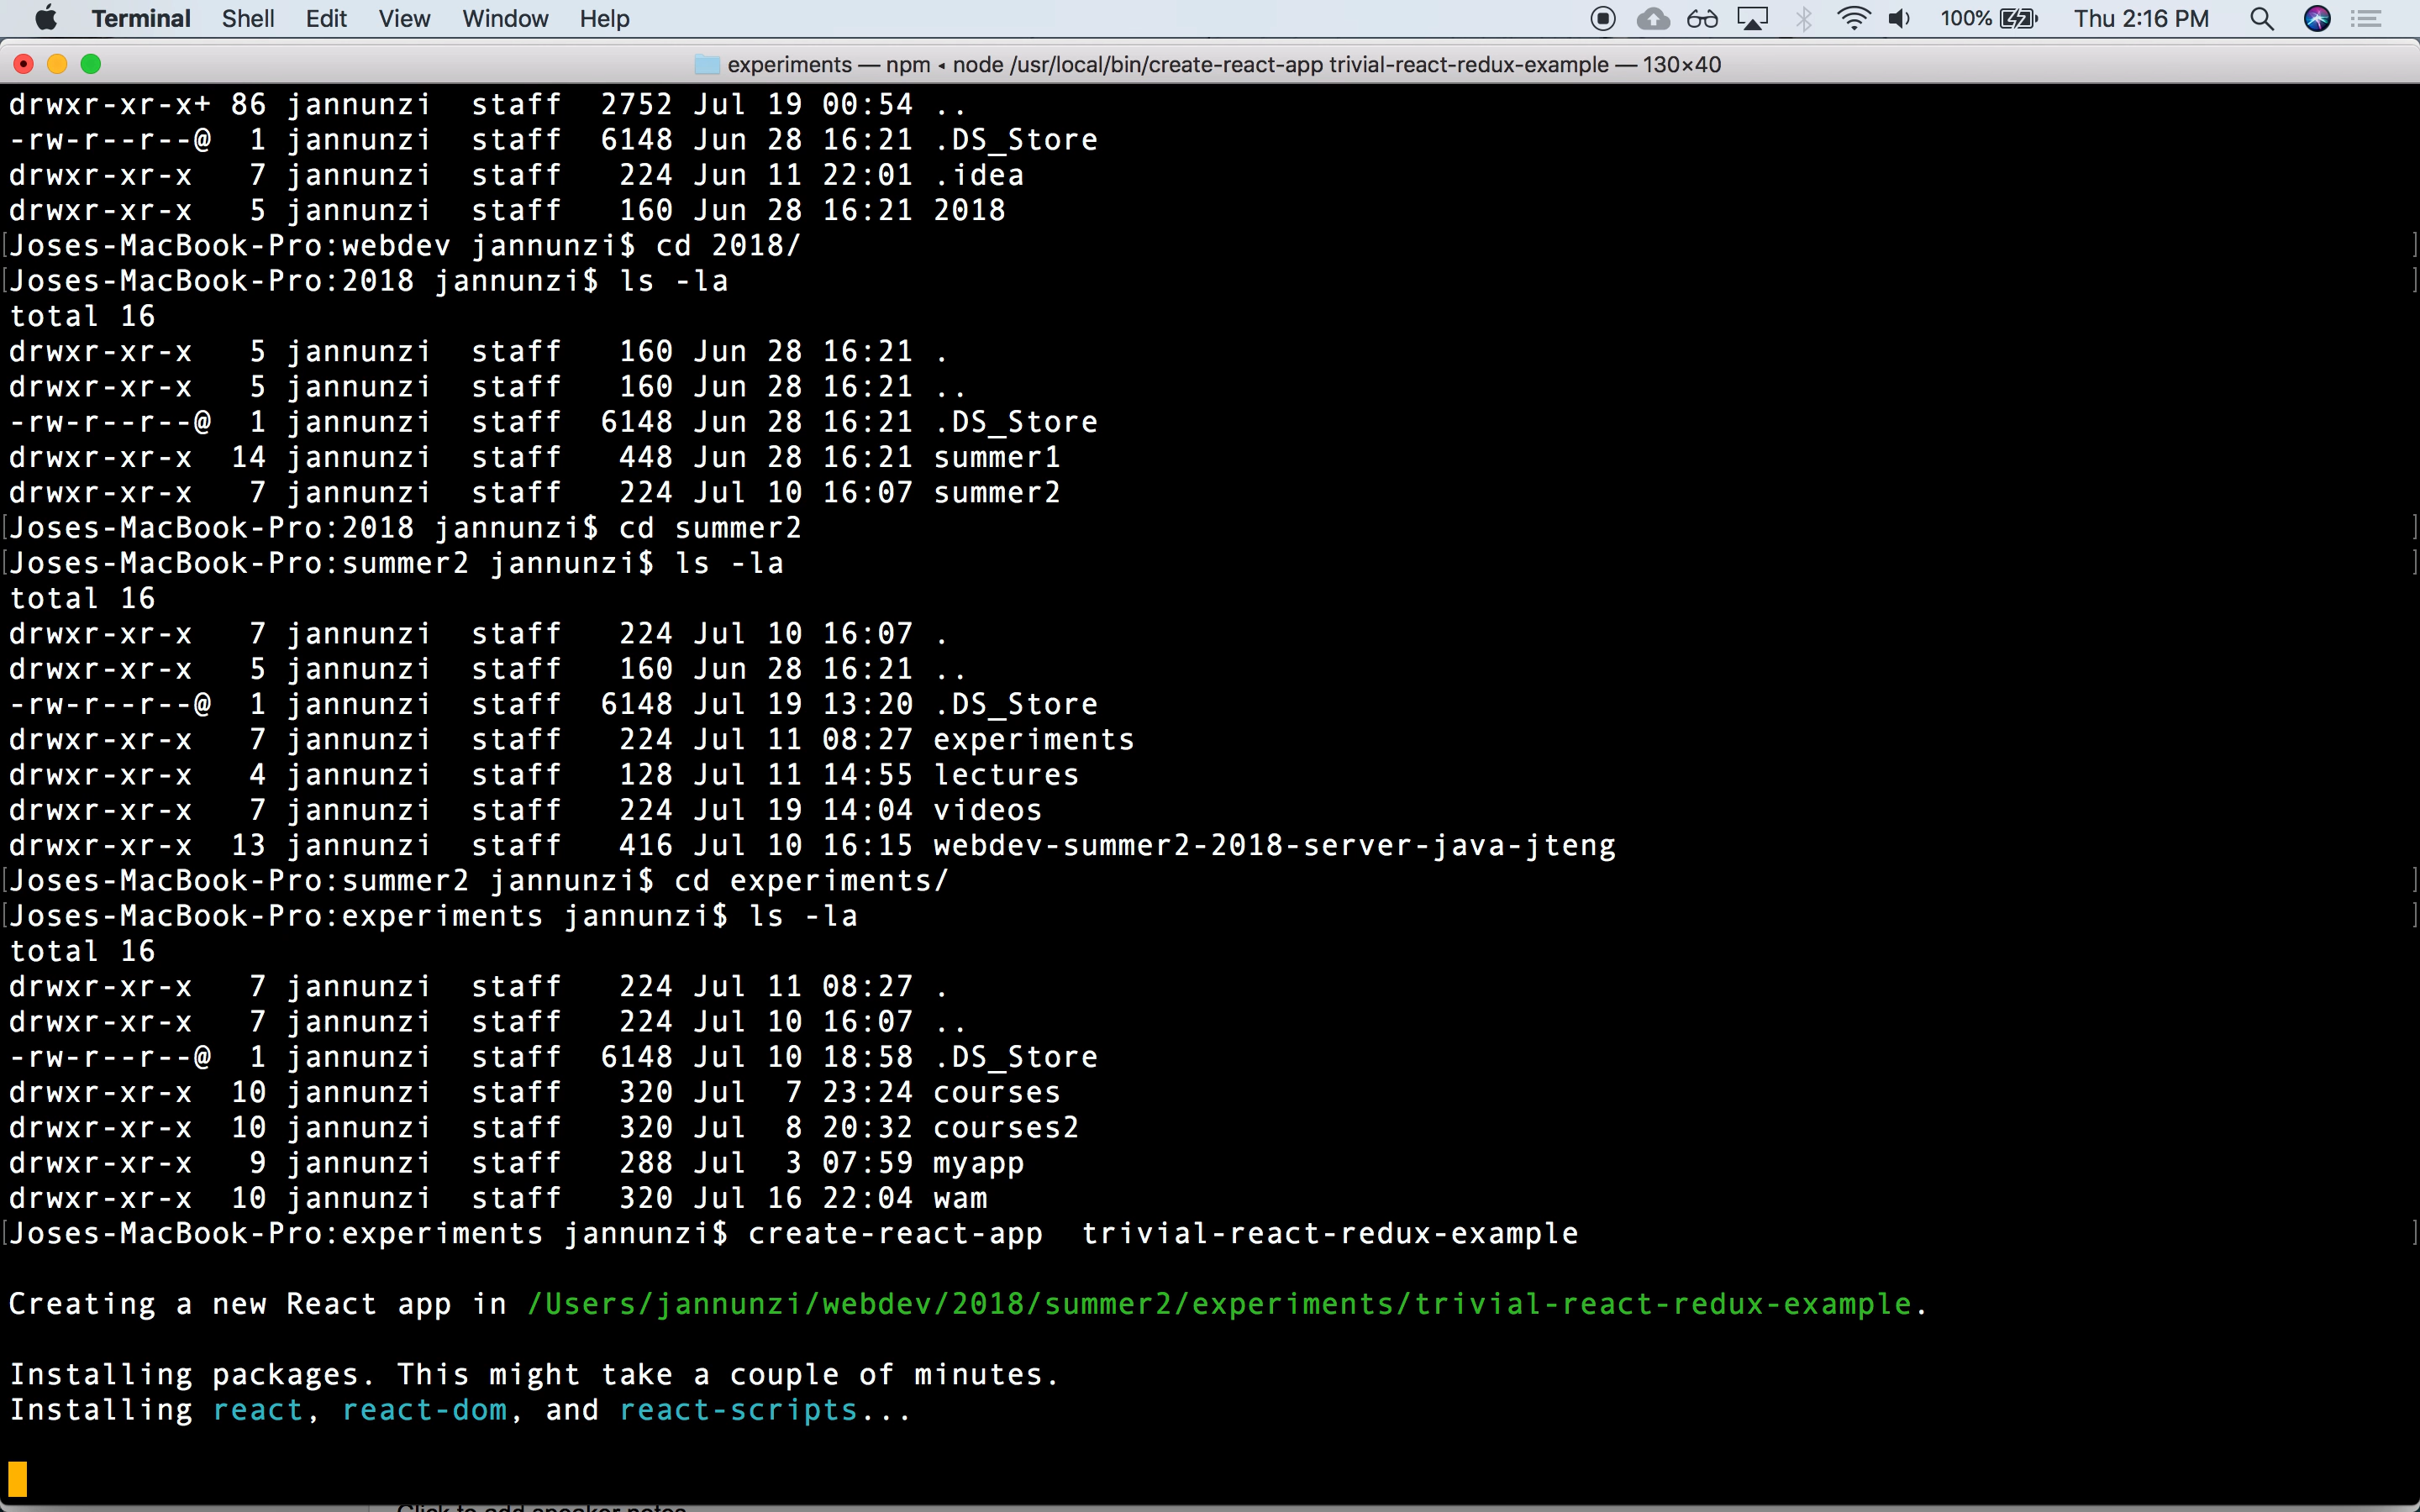 Terminal Shell Edit View Window Help 100% Thu 2:16 PM
experiments — npm ◂ node /usr/local/bin/create-react-app trivial-react-redux-example — 130×40
drwxr-xr-x+ 86 jannunzi  staff  2752 Jul 19 00:54 ..
-rw-r--r--@  1 jannunzi  staff  6148 Jun 28 16:21 .DS_Store
drwxr-xr-x   7 jannunzi  staff   224 Jun 11 22:01 .idea
drwxr-xr-x   5 jannunzi  staff   160 Jun 28 16:21 2018
[Joses-MacBook-Pro:webdev jannunzi$ cd 2018/ ]
[Joses-MacBook-Pro:2018 jannunzi$ ls -la ]
total 16
drwxr-xr-x   5 jannunzi  staff   160 Jun 28 16:21 .
drwxr-xr-x   5 jannunzi  staff   160 Jun 28 16:21 ..
-rw-r--r--@  1 jannunzi  staff  6148 Jun 28 16:21 .DS_Store
drwxr-xr-x  14 jannunzi  staff   448 Jun 28 16:21 summer1
drwxr-xr-x   7 jannunzi  staff   224 Jul 10 16:07 summer2
[Joses-MacBook-Pro:2018 jannunzi$ cd summer2 ]
[Joses-MacBook-Pro:summer2 jannunzi$ ls -la ]
total 16
drwxr-xr-x   7 jannunzi  staff   224 Jul 10 16:07 .
drwxr-xr-x   5 jannunzi  staff   160 Jun 28 16:21 ..
-rw-r--r--@  1 jannunzi  staff  6148 Jul 19 13:20 .DS_Store
drwxr-xr-x   7 jannunzi  staff   224 Jul 11 08:27 experiments
drwxr-xr-x   4 jannunzi  staff   128 Jul 11 14:55 lectures
drwxr-xr-x   7 jannunzi  staff   224 Jul 19 14:04 videos
drwxr-xr-x  13 jannunzi  staff   416 Jul 10 16:15 webdev-summer2-2018-server-java-jteng
[Joses-MacBook-Pro:summer2 jannunzi$ cd experiments/ ]
[Joses-MacBook-Pro:experiments jannunzi$ ls -la ]
total 16
drwxr-xr-x   7 jannunzi  staff   224 Jul 11 08:27 .
drwxr-xr-x   7 jannunzi  staff   224 Jul 10 16:07 ..
-rw-r--r--@  1 jannunzi  staff  6148 Jul 10 18:58 .DS_Store
drwxr-xr-x  10 jannunzi  staff   320 Jul  7 23:24 courses
drwxr-xr-x  10 jannunzi  staff   320 Jul  8 20:32 courses2
drwxr-xr-x   9 jannunzi  staff   288 Jul  3 07:59 myapp
drwxr-xr-x  10 jannunzi  staff   320 Jul 16 22:04 wam
[Joses-MacBook-Pro:experiments jannunzi$ create-react-app  trivial-react-redux-example ]
Creating a new React app in /Users/jannunzi/webdev/2018/summer2/experiments/trivial-react-redux-example.
Installing packages. This might take a couple of minutes.
Installing react, react-dom, and react-scripts...
Click to add speaker notes